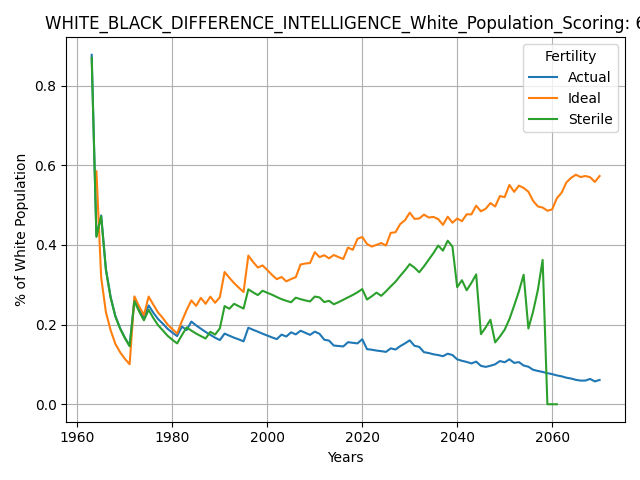 WHITE_BLACK_DIFFERENCE_INTELLIGENCE_White_Population_Scoring: 6
Fertility
Actual
Ideal
Sterile
% of White Population
0.8
0.6
0.4
0.2
0.0
1960 1980 2000 2020 2040 2060
Years